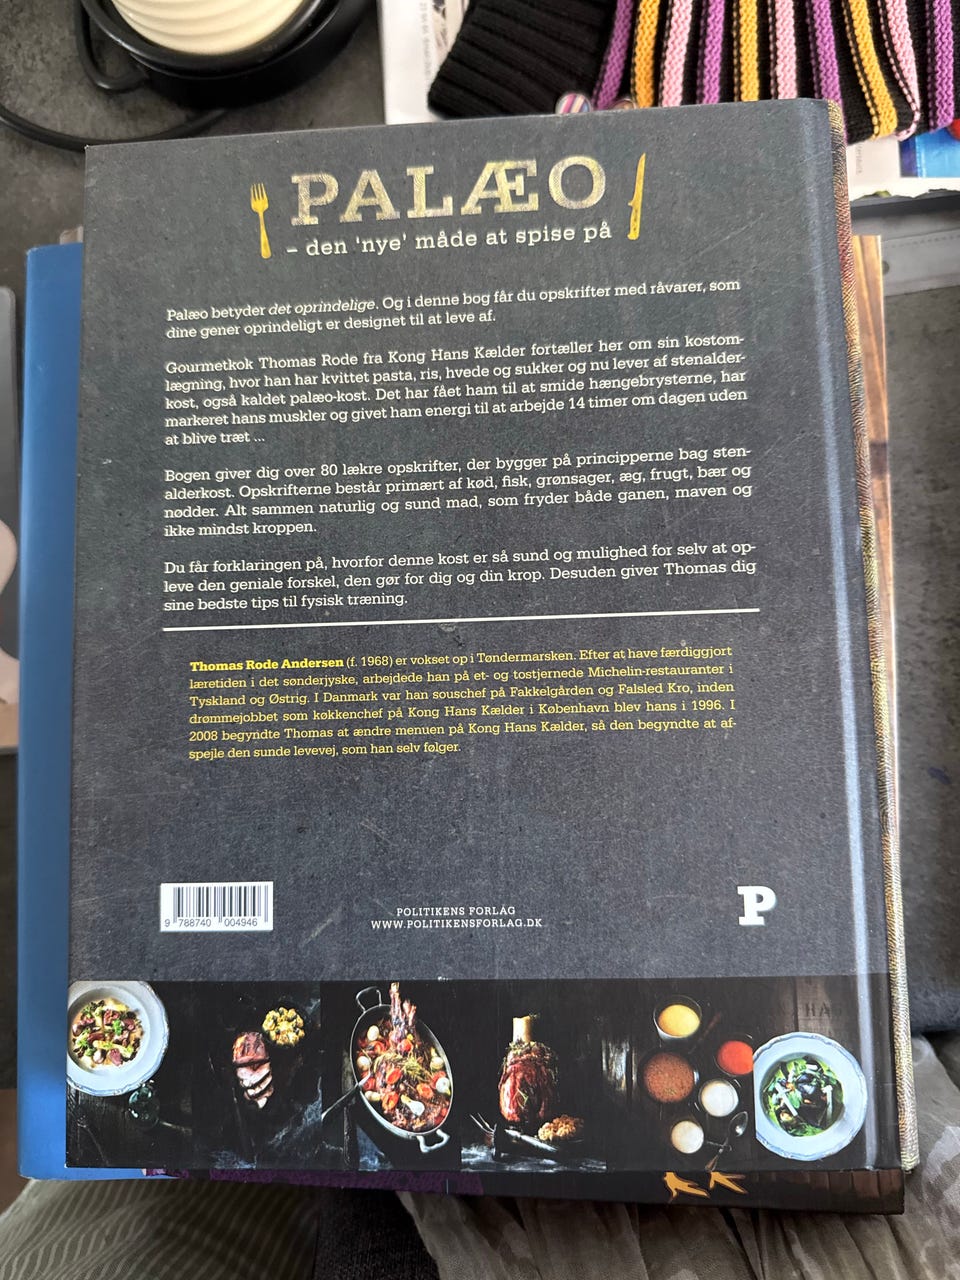 PALÆO
– den 'nye' måde at spise på
Palæo betyder det oprindelige. Og i denne bog får du opskrifter med råvarer, som
dine gener oprindeligt er designet til at leve af.
Gourmetkok Thomas Rode fra Kong Hans Kælder fortæller her om sin kostom-
lægning, hvor han har kvittet pasta, ris, hvede og sukker og nu lever af stenalder-
kost, også kaldet palæo-kost. Det har fået ham til at smide hængebrysterne, har
markeret hans muskler og givet ham energi til at arbejde 14 timer om dagen uden
at blive træt ...
Bogen giver dig over 80 lækre opskrifter, der bygger på principperne bag sten-
alderkost. Opskrifterne består primært af kød, fisk, grønsager, æg, frugt, bær og
nødder. Alt sammen naturlig og sund mad, som fryder både ganen, maven og
ikke mindst kroppen.
Du får forklaringen på, hvorfor denne kost er så sund og mulighed for selv at op-
leve den geniale forskel, den gør for dig og din krop. Desuden giver Thomas dig
sine bedste tips til fysisk træning.
Thomas Rode Andersen (f. 1968) er vokset op i Tøndermarsken. Efter at have færdiggjort
læretiden i det sønderjyske, arbejdede han på et- og tostjernede Michelin-restauranter i
Tyskland og Østrig. I Danmark var han souschef på Fakkelgården og Falsled Kro, inden
drømmejobbet som køkkenchef på Kong Hans Kælder i København blev hans i 1996. I
2008 begyndte Thomas at ændre menuen på Kong Hans Kælder, så den begyndte at af-
spejle den sunde levevej, som han selv følger.
9 788740 004946
POLITIKENS FORLAG
WWW.POLITIKENSFORLAG.DK
P